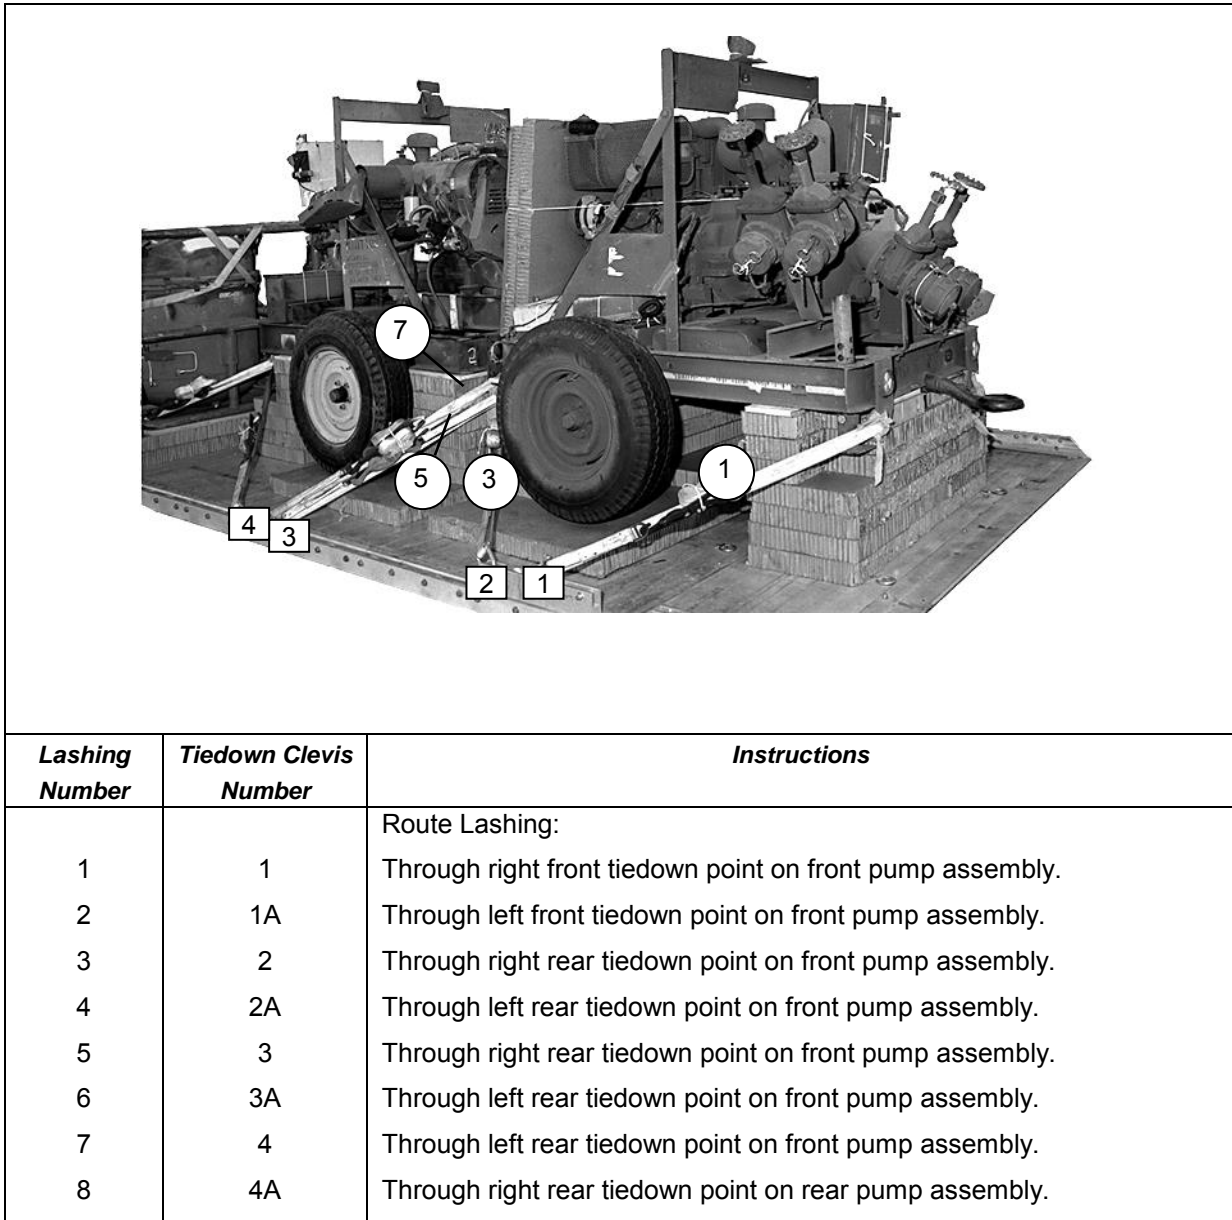 7
5
3
1
4
3
2
1
Lashing Number
Tiedown Clevis Number
Instructions
Route Lashing:
1 1 Through right front tiedown point on front pump assembly.
2 1A Through left front tiedown point on front pump assembly.
3 2 Through right rear tiedown point on front pump assembly.
4 2A Through left rear tiedown point on front pump assembly.
5 3 Through right rear tiedown point on front pump assembly.
6 3A Through left rear tiedown point on front pump assembly.
7 4 Through left rear tiedown point on front pump assembly.
8 4A Through right rear tiedown point on rear pump assembly.